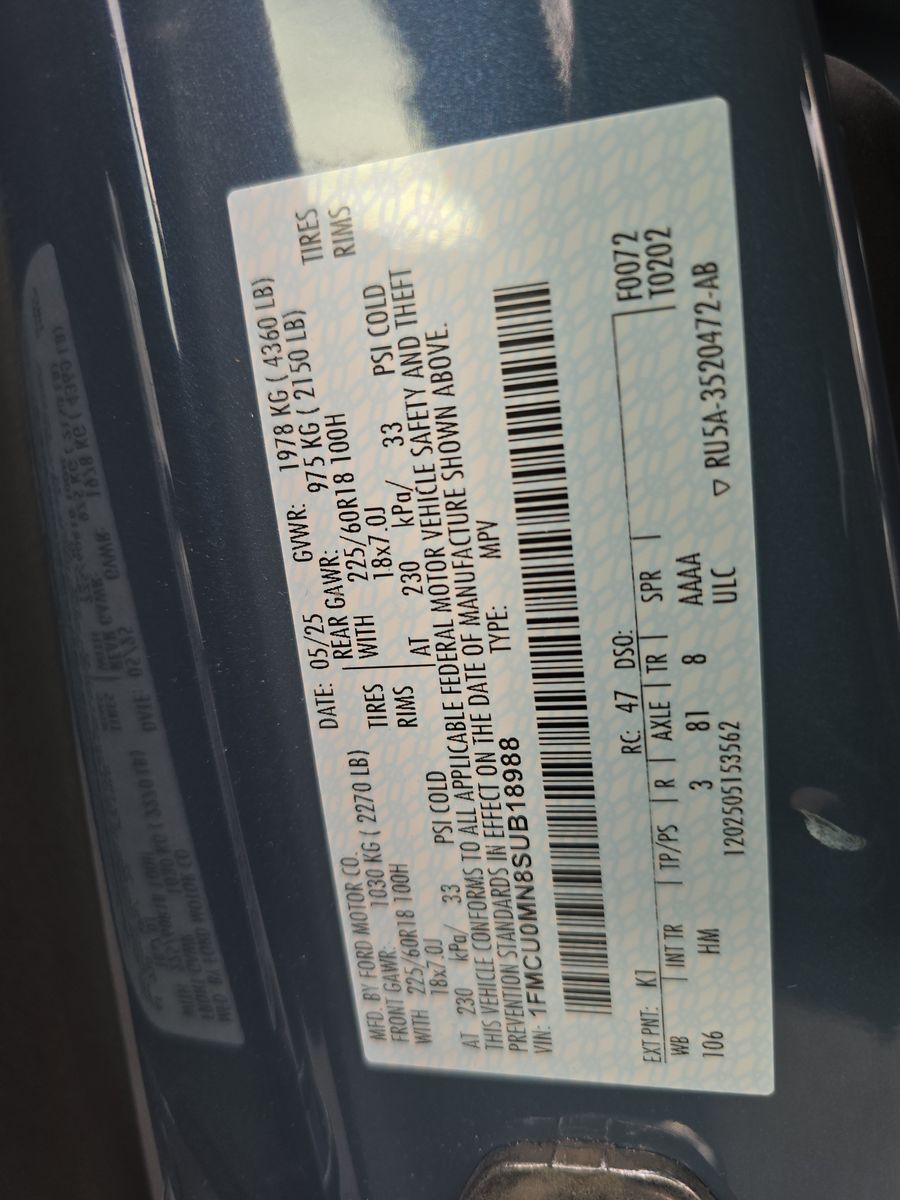 MFD. BY FORD MOTOR CO.
DATE: 05/25 GVWR: 1978 KG ( 4360 LB)
FRONT GAWR: 1030 KG ( 2270 LB) REAR GAWR: 975 KG ( 2150 LB)
WITH 225/60R18 100H TIRES WITH 225/60R18 100H TIRES
18x7.0J RIMS 18x7.0J RIMS
AT 230 kPa/ 33 PSI COLD AT 230 kPa/ 33 PSI COLD
THIS VEHICLE CONFORMS TO ALL APPLICABLE FEDERAL MOTOR VEHICLE SAFETY AND THEFT
PREVENTION STANDARDS IN EFFECT ON THE DATE OF MANUFACTURE SHOWN ABOVE.
VIN: 1FMCU0MN8SUB18988 TYPE: MPV
F0072
EXT PNT: K1 RC: 47 DSO: T0202
WB INT TR TP/PS R AXLE TR SPR
106 HM 3 81 8 AAAA
1202505153562 ULC ▽ RU5A-3520472-AB